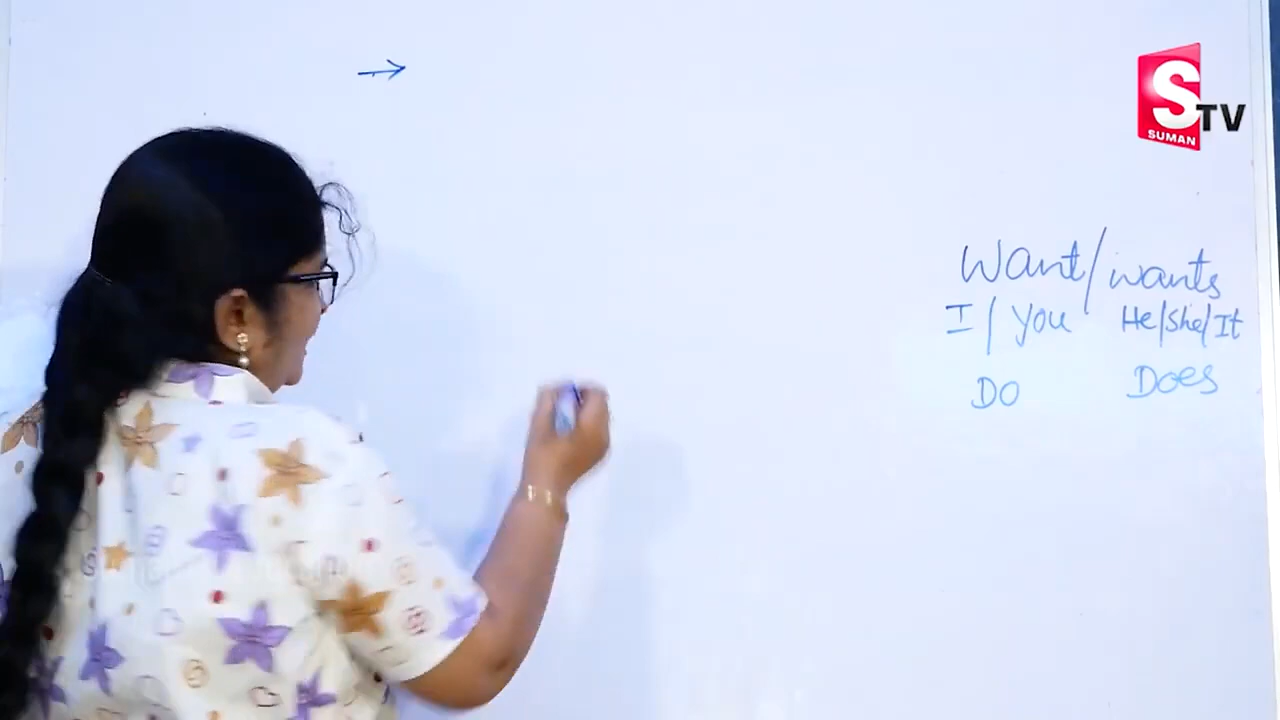 →
S
TV
SUMAN
Want/wants
I / You He/She/It
DO DOES